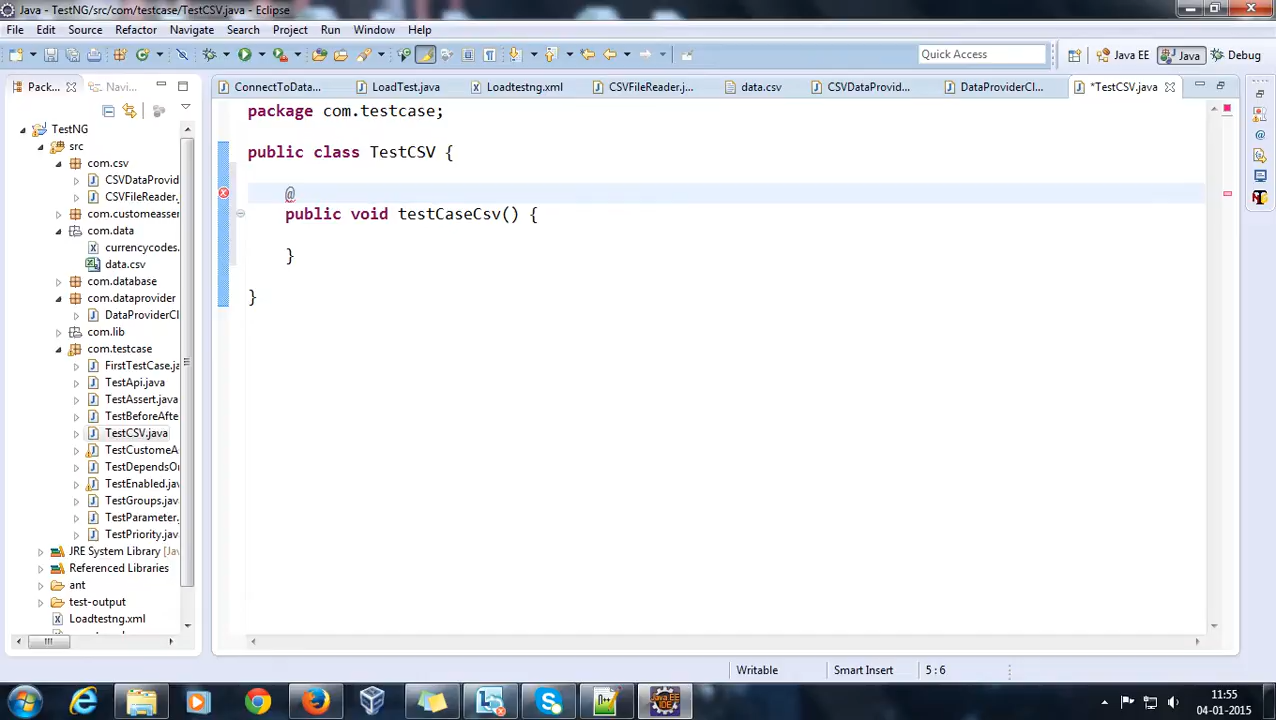 Java - TestNG/src/com/testcase/TestCSV.java - Eclipse
File Edit Source Refactor Navigate Search Project Run Window Help
Quick Access Java EE Java Debug
Pack... Navi... ConnectToData... LoadTest.java Loadtestng.xml CSVFileReader.j... data.csv CSVDataProvid... DataProviderCl... *TestCSV.java
TestNG
src
com.csv
CSVDataProvid
CSVFileReader.
com.customeasser
com.data
currencycodes.
data.csv
com.database
com.dataprovider
DataProviderCl
com.lib
com.testcase
FirstTestCase.ja
TestApi.java
TestAssert.java
TestBeforeAfte
TestCSV.java
TestCustomeA
TestDependsOn
TestEnabled.jav
TestGroups.jav
TestParameter.
TestPriority.jav
JRE System Library [Jav
Referenced Libraries
ant
test-output
Loadtestng.xml
package com.testcase;
public class TestCSV {
@
public void testCaseCsv() {
}
}
Writable Smart Insert 5 : 6
11:55
04-01-2015